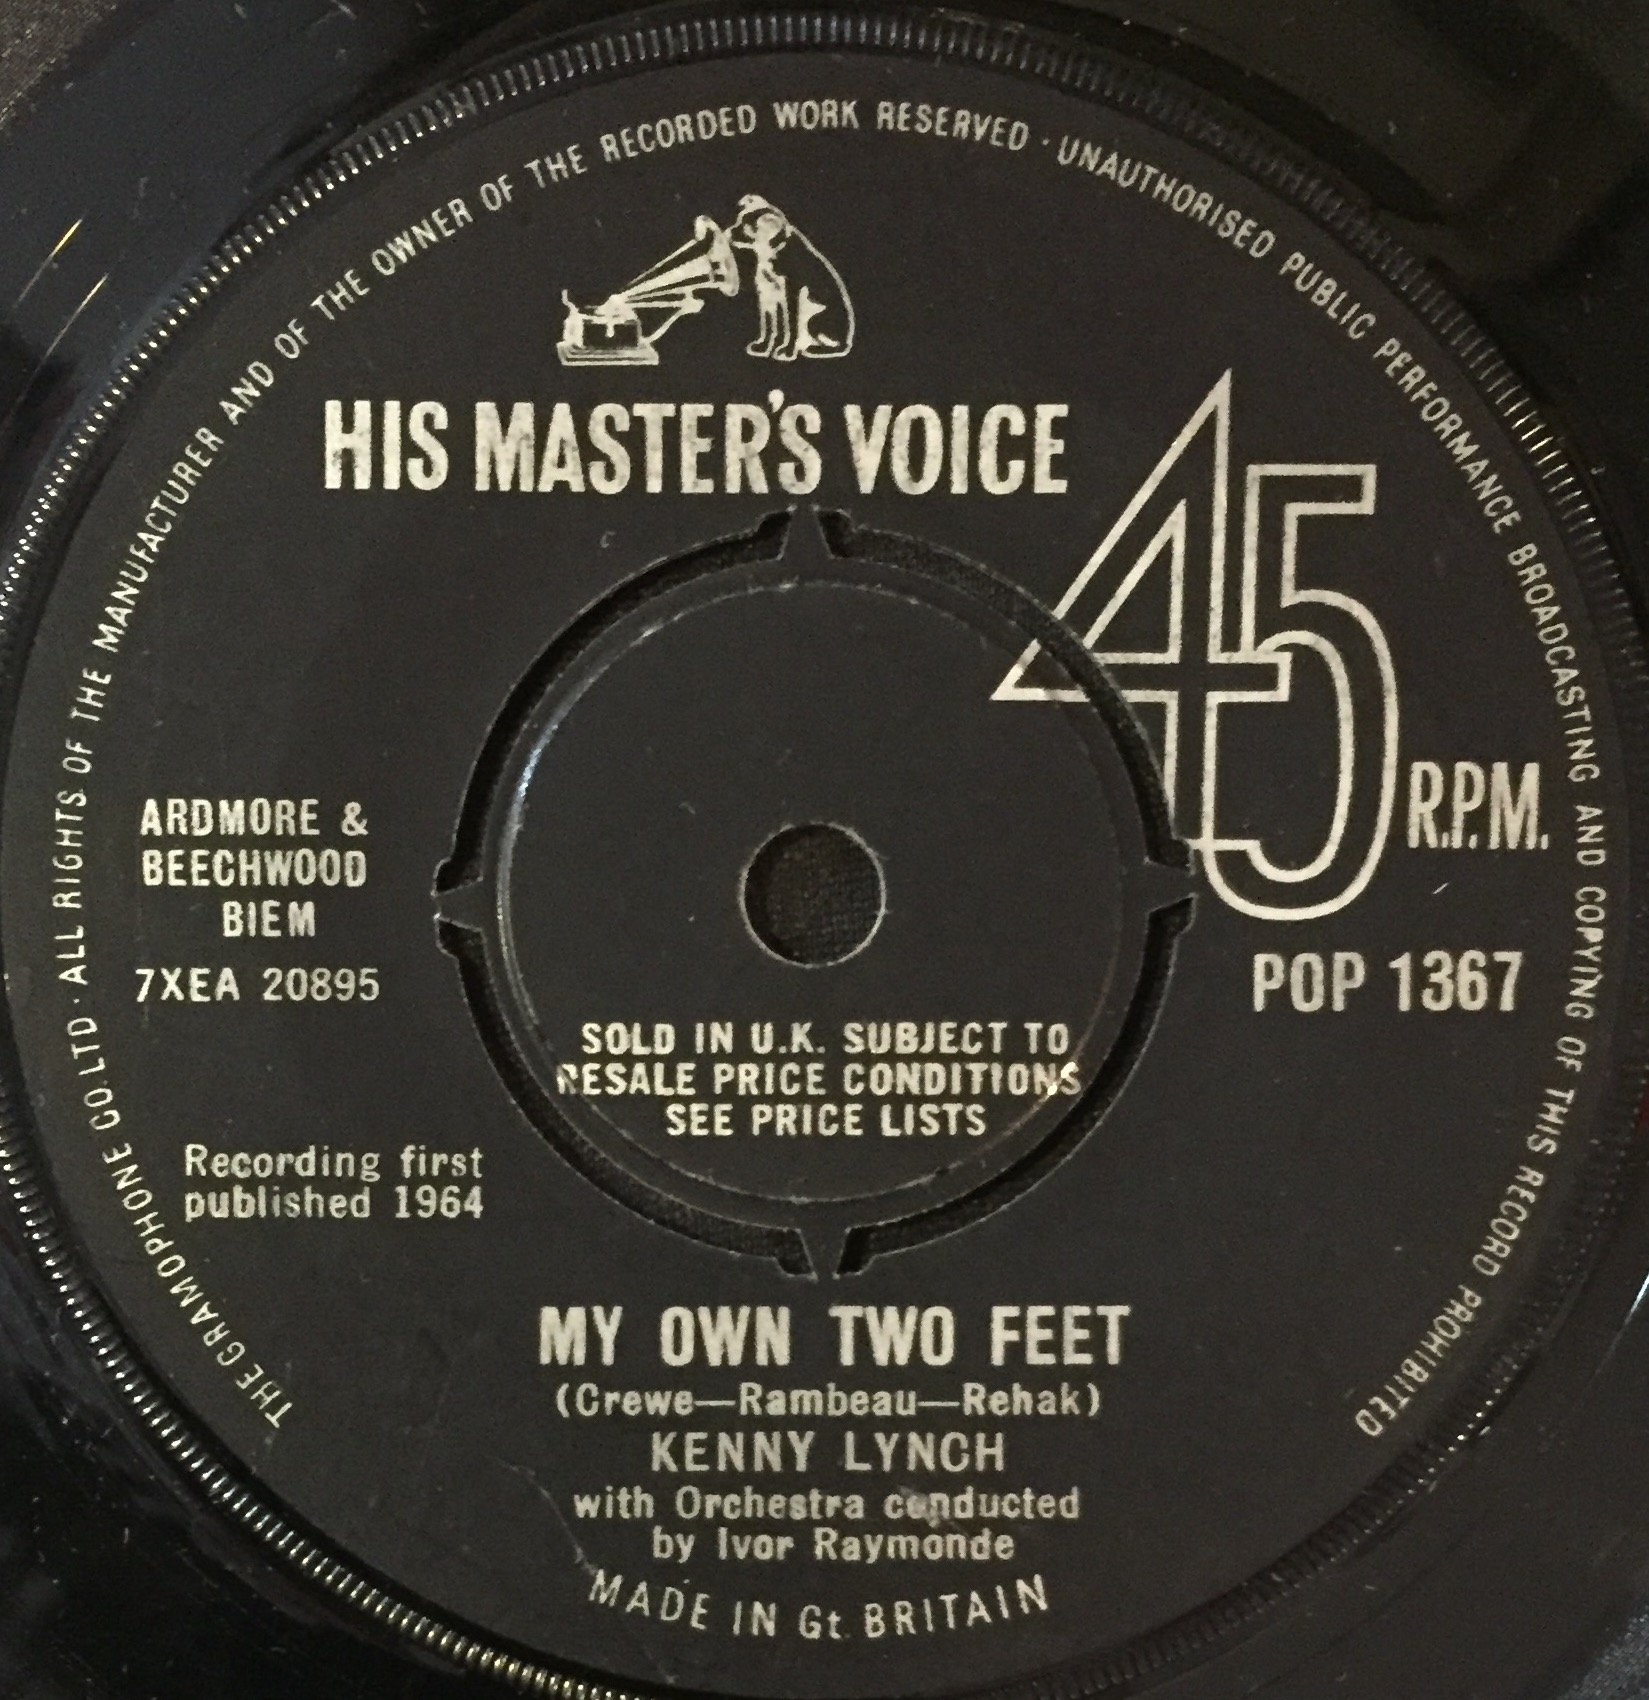 THE GRAMOPHONE CO. LTD · ALL RIGHTS OF THE MANUFACTURER AND OF THE OWNER OF THE RECORDED WORK RESERVED · UNAUTHORISED PUBLIC PERFORMANCE BROADCASTING AND COPYING OF THIS RECORD PROHIBITED
HIS MASTER'S VOICE
45
R.P.M.
ARDMORE &
BEECHWOOD
BIEM
7XEA 20895
POP 1367
SOLD IN U.K. SUBJECT TO
RESALE PRICE CONDITIONS
SEE PRICE LISTS
Recording first
published 1964
MY OWN TWO FEET
(Crewe—Rambeau—Rehak)
KENNY LYNCH
with Orchestra conducted
by Ivor Raymonde
MADE IN Gt. BRITAIN